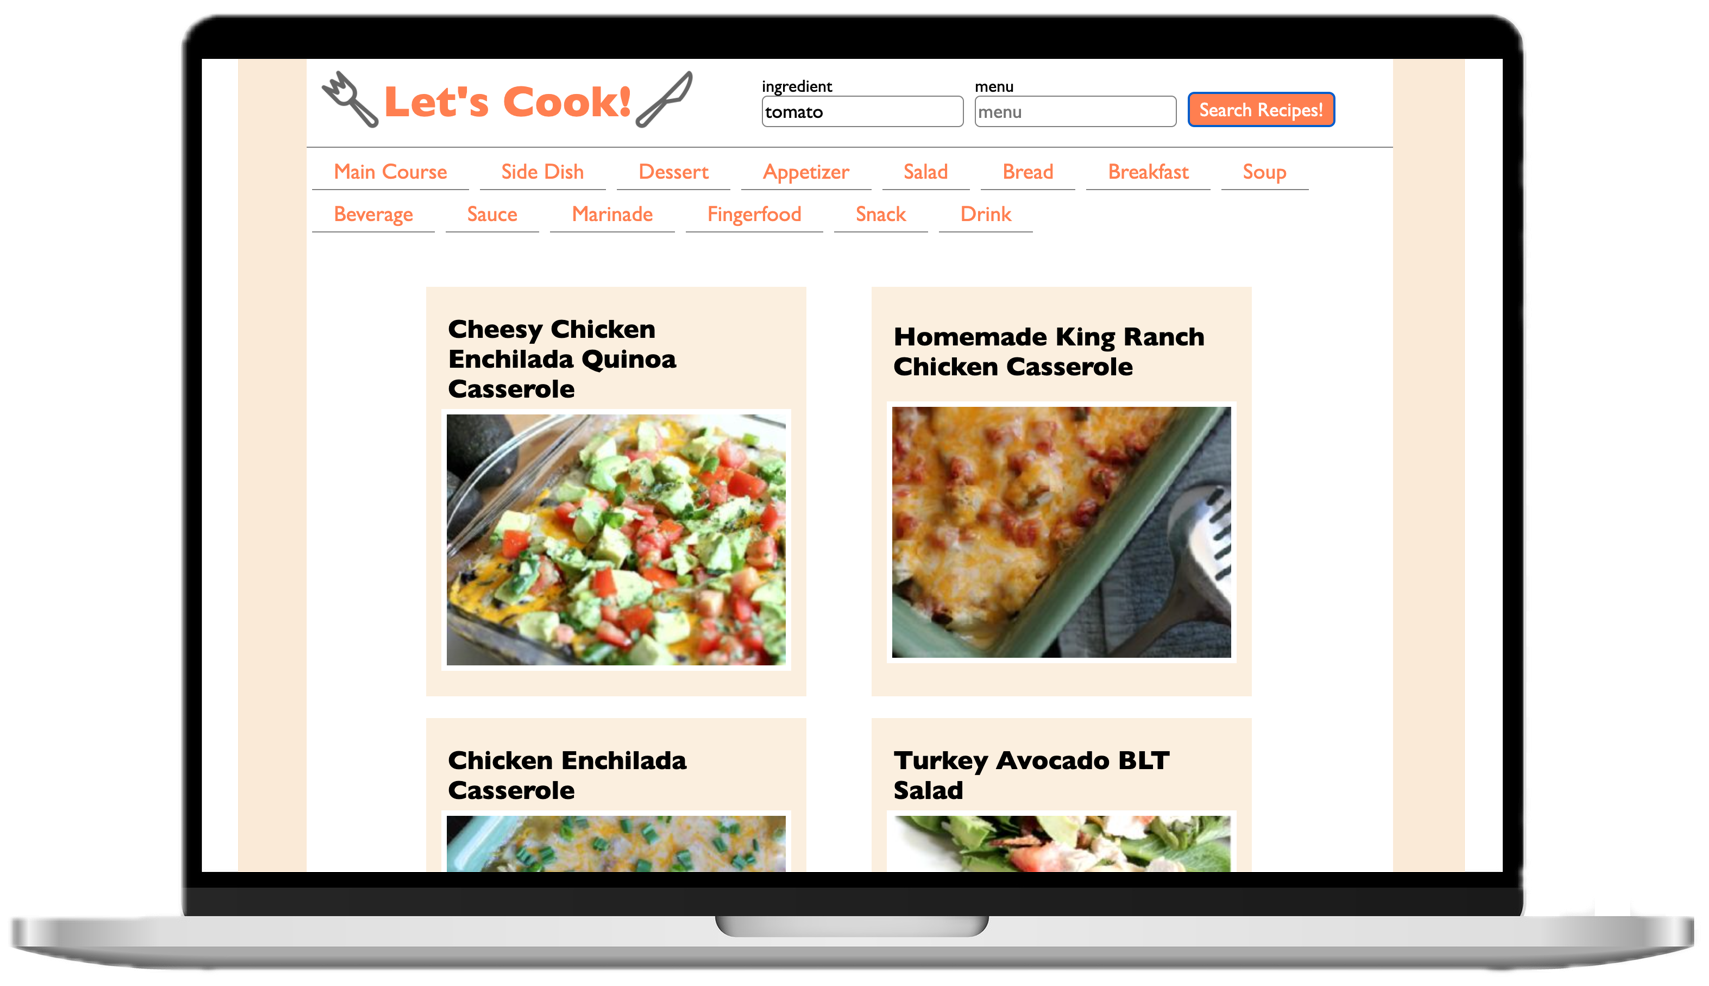 Let's Cook!
ingredient
menu
tomato
menu
Search Recipes!
Main Course
Side Dish
Dessert
Appetizer
Salad
Bread
Breakfast
Soup
Beverage
Sauce
Marinade
Fingerfood
Snack
Drink
Cheesy Chicken
Enchilada Quinoa
Casserole
Homemade King Ranch
Chicken Casserole
Chicken Enchilada
Casserole
Turkey Avocado BLT
Salad